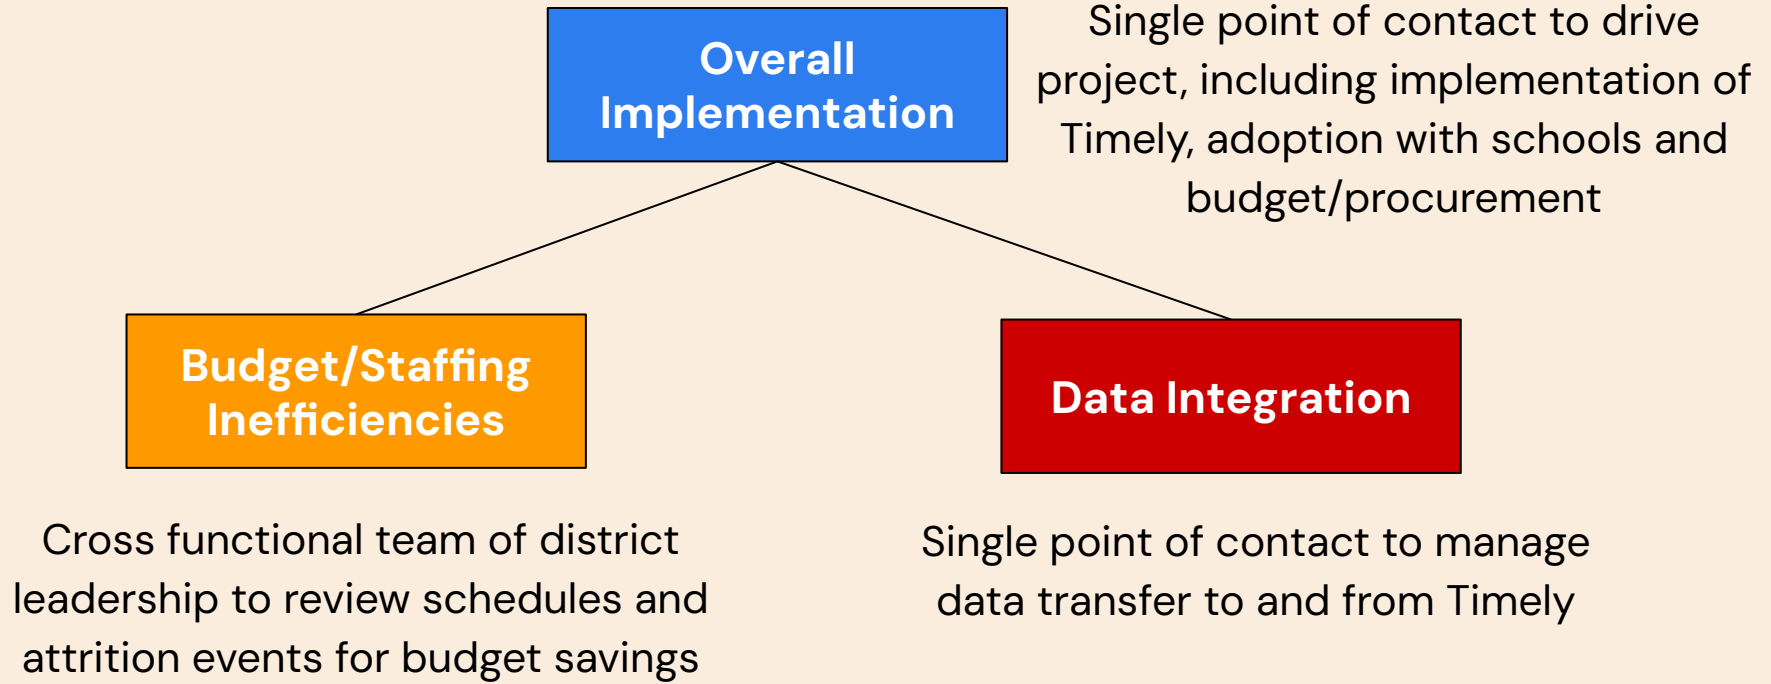 Overall
Implementation
Single point of contact to drive
project, including implementation of
Timely, adoption with schools and
budget/procurement
Budget/Staffing
Inefficiencies
Cross functional team of district
leadership to review schedules and
attrition events for budget savings
Data Integration
Single point of contact to manage
data transfer to and from Timely